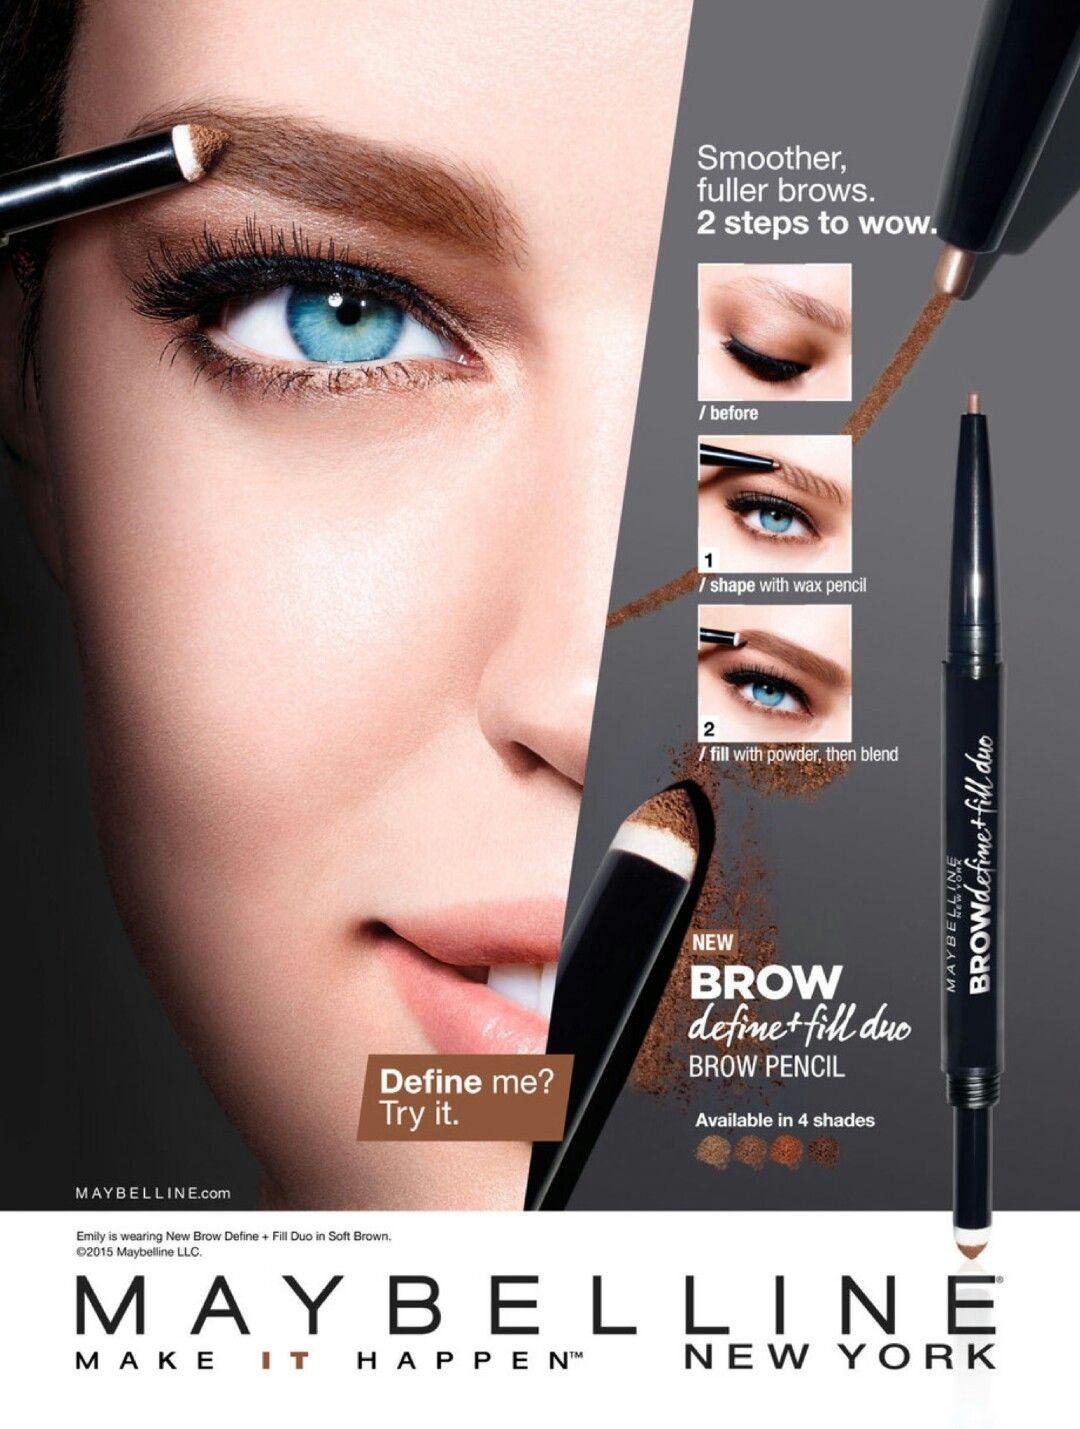 Smoother,
fuller brows.
2 steps to wow.
/ before
1
/ shape with wax pencil
2
/ fill with powder, then blend
MAYBELLINE
NEW YORK
BROWdefine+fill duo
NEW
BROW
define+fill duo
BROW PENCIL
Available in 4 shades
Define me?
Try it.
MAYBELLINE.com
Emily is wearing New Brow Define + Fill Duo in Soft Brown.
©2015 Maybelline LLC.
MAYBELLINE®
MAKE IT HAPPEN™
NEW YORK